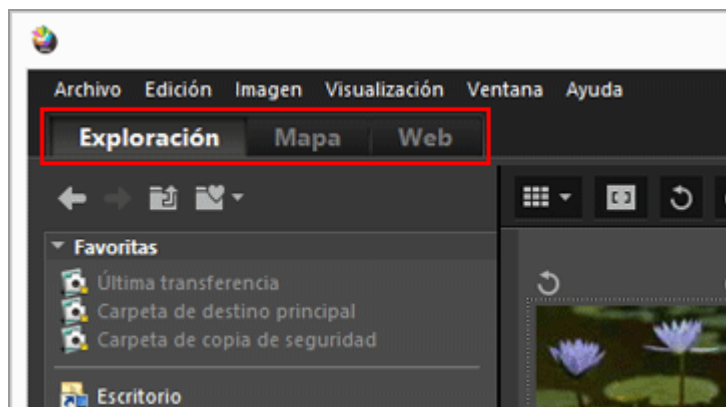 Archivo Edición Imagen Visualización Ventana Ayuda
Exploración Mapa Web
Favoritas
Última transferencia
Carpeta de destino principal
Carpeta de copia de seguridad
Escritorio